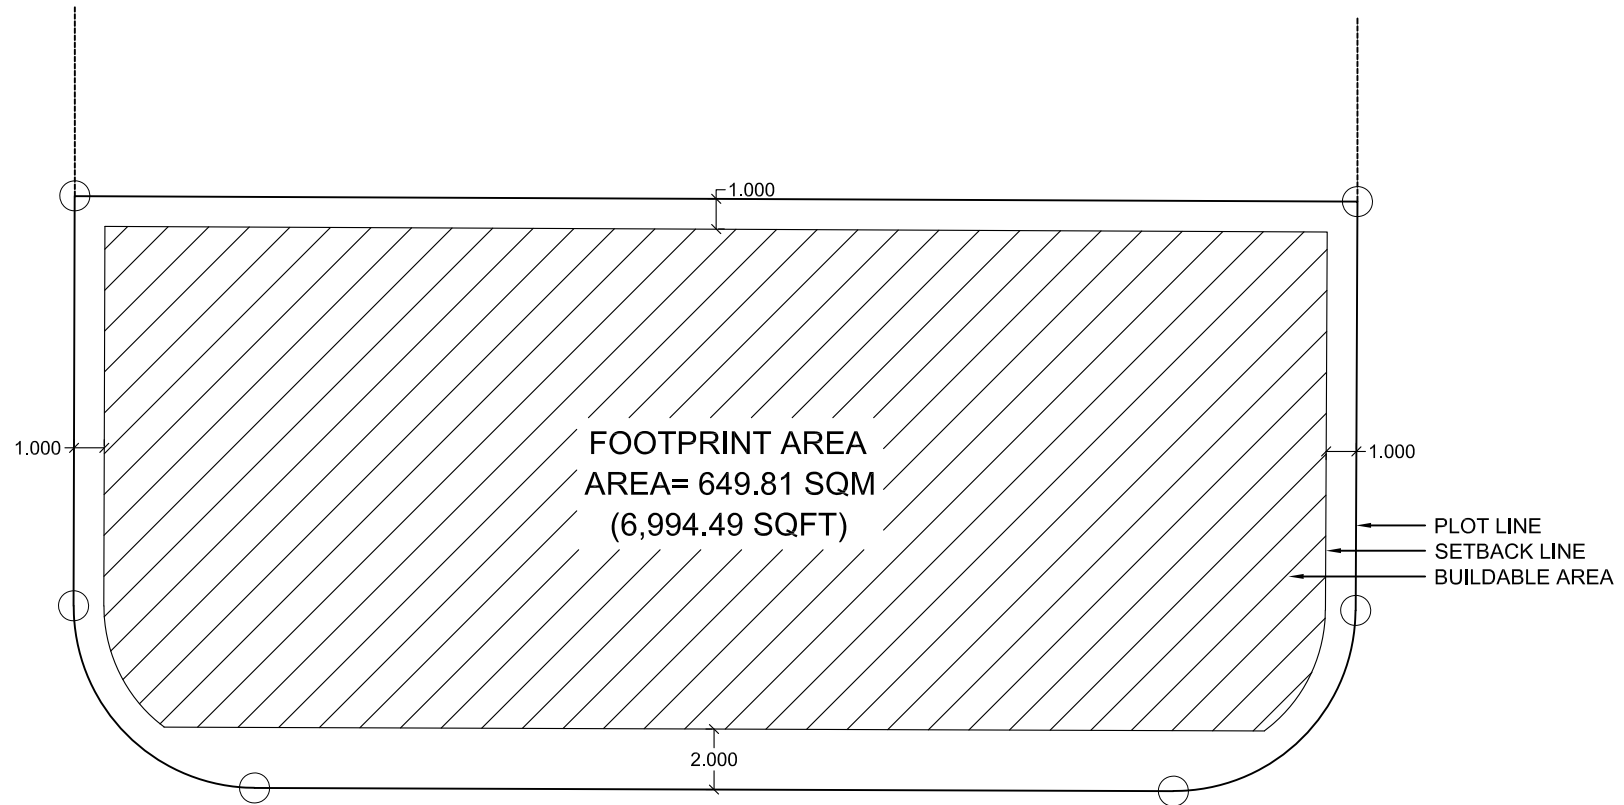 1.000
FOOTPRINT AREA
AREA= 649.81 SQM
(6,994.49 SQFT)
1.000
1.000
PLOT LINE
SETBACK LINE
BUILDABLE AREA
2.000